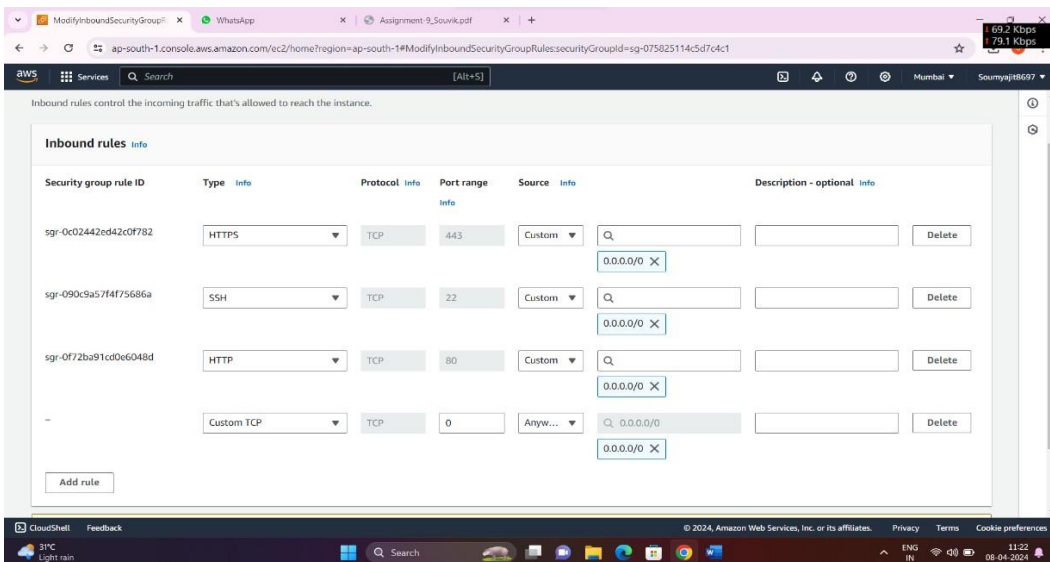 ModifyInboundSecurityGroupR WhatsApp Assignment-9_Souvik.pdf
69.2 Kbps
79.1 Kbps
ap-south-1.console.aws.amazon.com/ec2/home?region=ap-south-1#ModifyInboundSecurityGroupRules:securityGroupId=sg-075825114c5d7c4c1
aws Services Search [Alt+S] Mumbai Soumyajit8697
Inbound rules control the incoming traffic that's allowed to reach the instance.
Inbound rules Info
Security group rule ID Type Info Protocol Info Port range Info Source Info Description - optional Info
sgr-0c02442ed42c0f782 HTTPS TCP 443 Custom Delete
0.0.0.0/0
sgr-090c9a57f4f75686a SSH TCP 22 Custom Delete
0.0.0.0/0
sgr-0f72ba91cd0e6048d HTTP TCP 80 Custom Delete
0.0.0.0/0
– Custom TCP TCP 0 Anyw... 0.0.0.0/0 Delete
0.0.0.0/0
Add rule
CloudShell Feedback © 2024, Amazon Web Services, Inc. or its affiliates. Privacy Terms Cookie preferences
31°C Search ENG 11:22
Light rain IN 08-04-2024